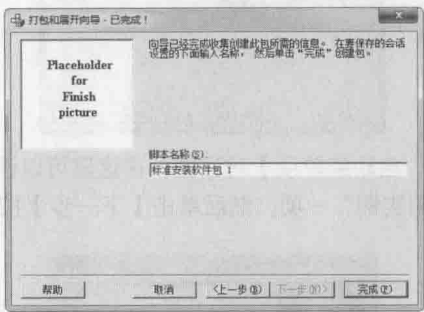 打包和展开向导 - 已完成！
向导已经完成收集创建此包所需的信息。在要保存的会话
设置的下面输入名称，然后单击“完成”创建包。
Placeholder
for
Finish
picture
脚本名称(S):
标准安装软件包 1
帮助
取消
<上一步(B)
下一步(N)>
完成(F)